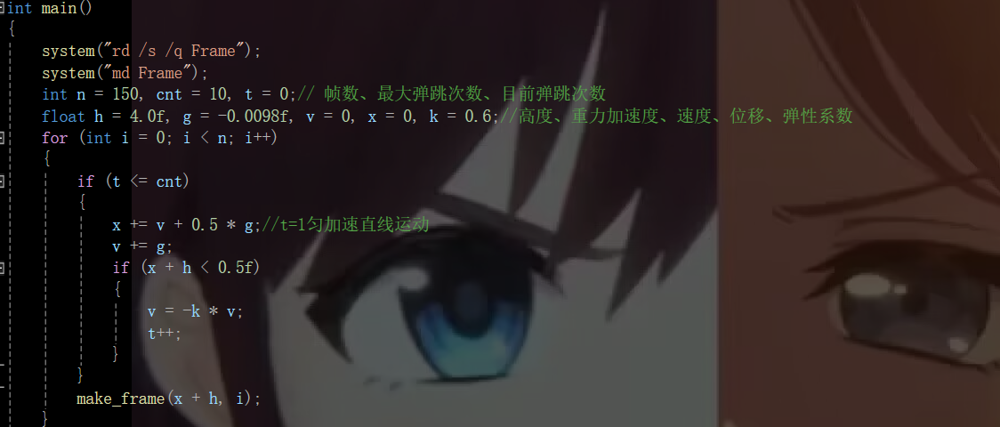 int main()
{
system("rd /s /q Frame");
system("md Frame");
int n = 150, cnt = 10, t = 0;// 帧数、最大弹跳次数、目前弹跳次数
float h = 4.0f, g = -0.0098f, v = 0, x = 0, k = 0.6;//高度、重力加速度、速度、位移、弹性系数
for (int i = 0; i < n; i++)
{
if (t <= cnt)
{
x += v + 0.5 * g;//t=1匀加速直线运动
v += g;
if (x + h < 0.5f)
{
v = -k * v;
t++;
}
}
make_frame(x + h, i);
}